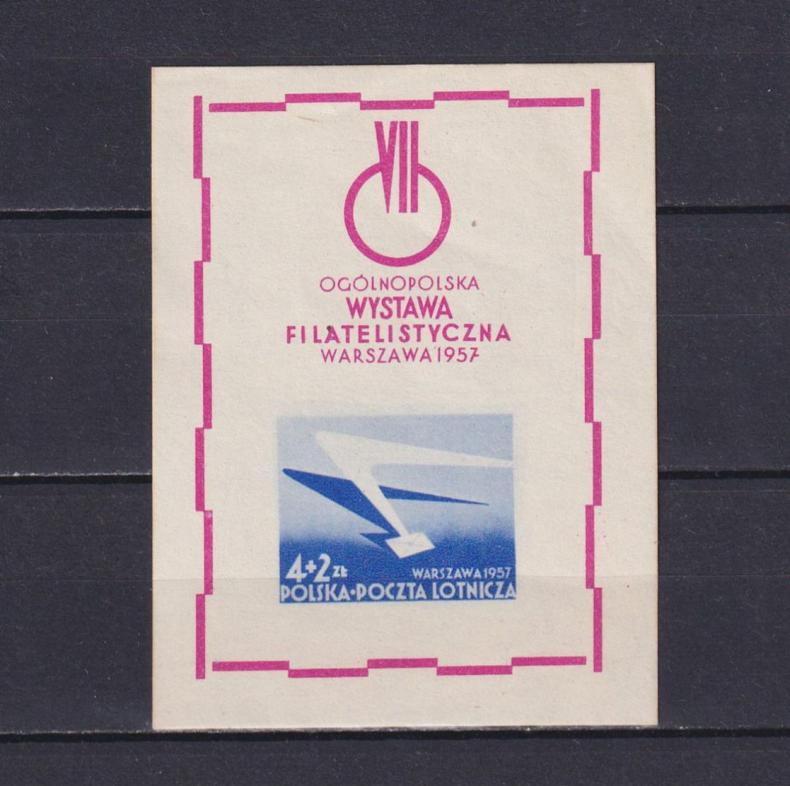 VII
OGÓLNOPOLSKA
WYSTAWA
FILATELISTYCZNA
WARSZAWA 1957
4+2 ZŁ
WARSZAWA 1957
POLSKA•POCZTA LOTNICZA